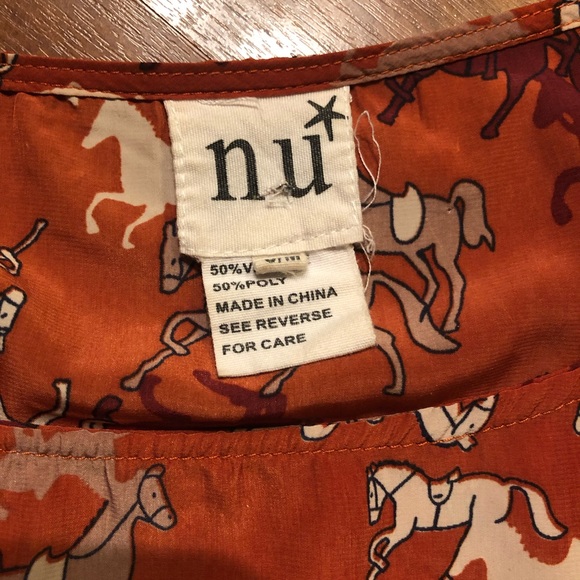 nu*
S/M
50%V
50%POLY
MADE IN CHINA
SEE REVERSE
FOR CARE